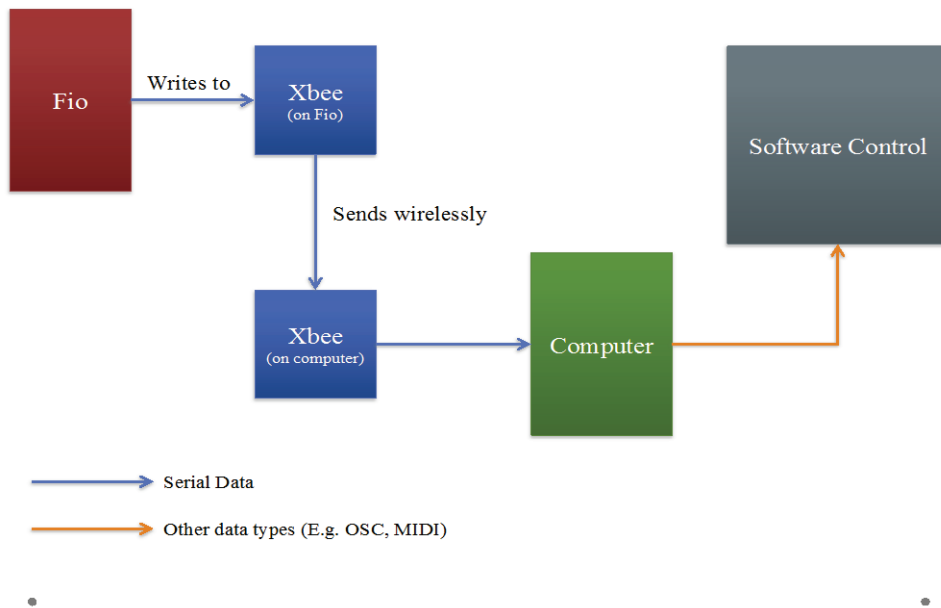 Fio
Writes to
Xbee
(on Fio)
Software Control
Sends wirelessly
Xbee
(on computer)
Computer
Serial Data
Other data types (E.g. OSC, MIDI)